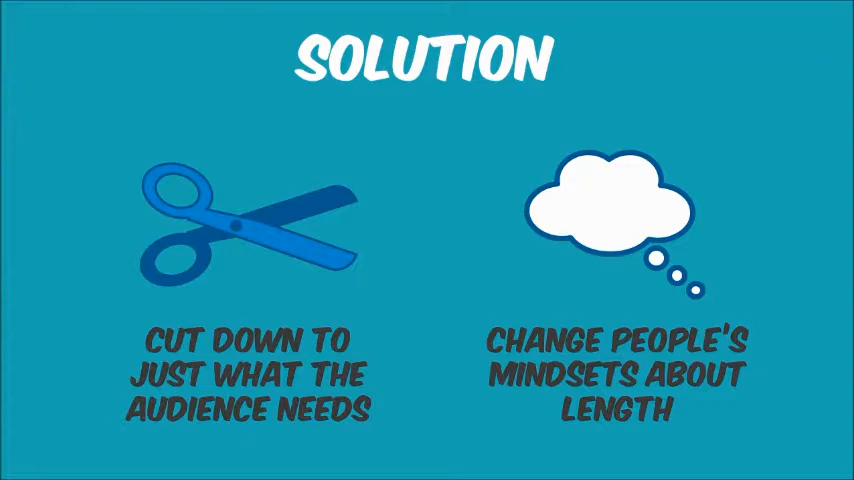 SOLUTION
CUT DOWN TO
JUST WHAT THE
AUDIENCE NEEDS
CHANGE PEOPLE'S
MINDSETS ABOUT
LENGTH